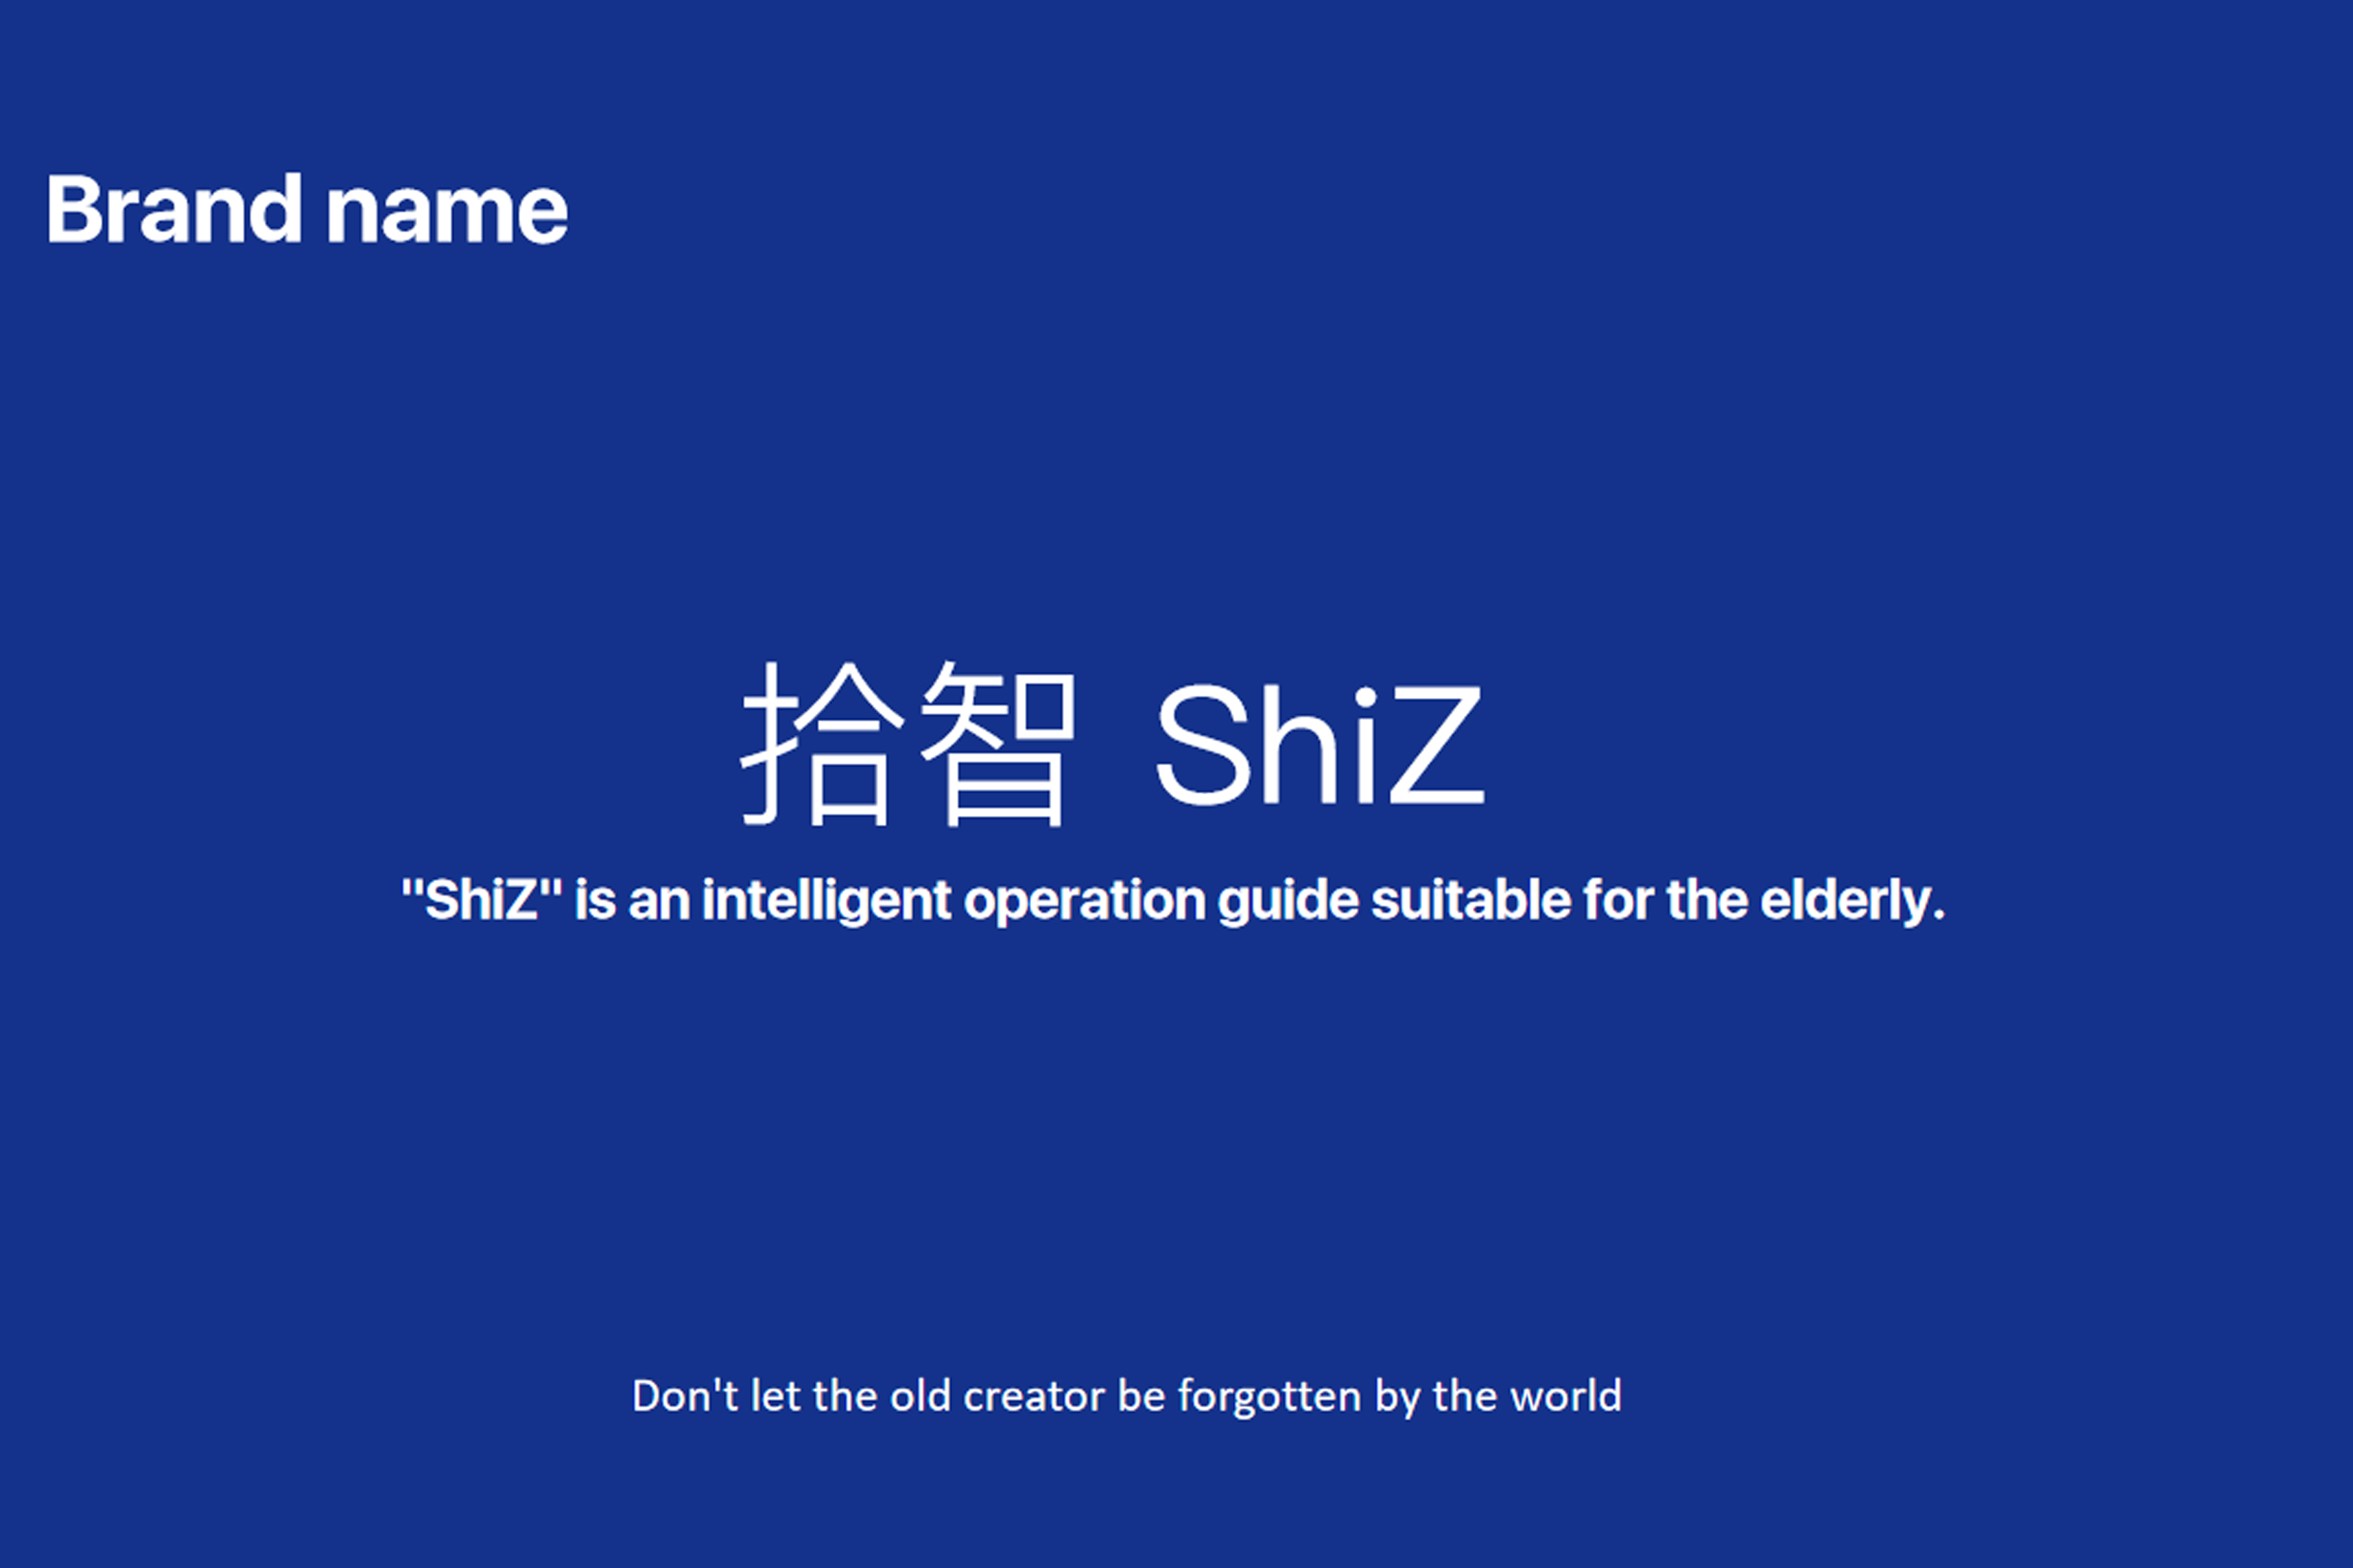 Brand name
拾智 ShiZ
"ShiZ" is an intelligent operation guide suitable for the elderly.
Don't let the old creator be forgotten by the world